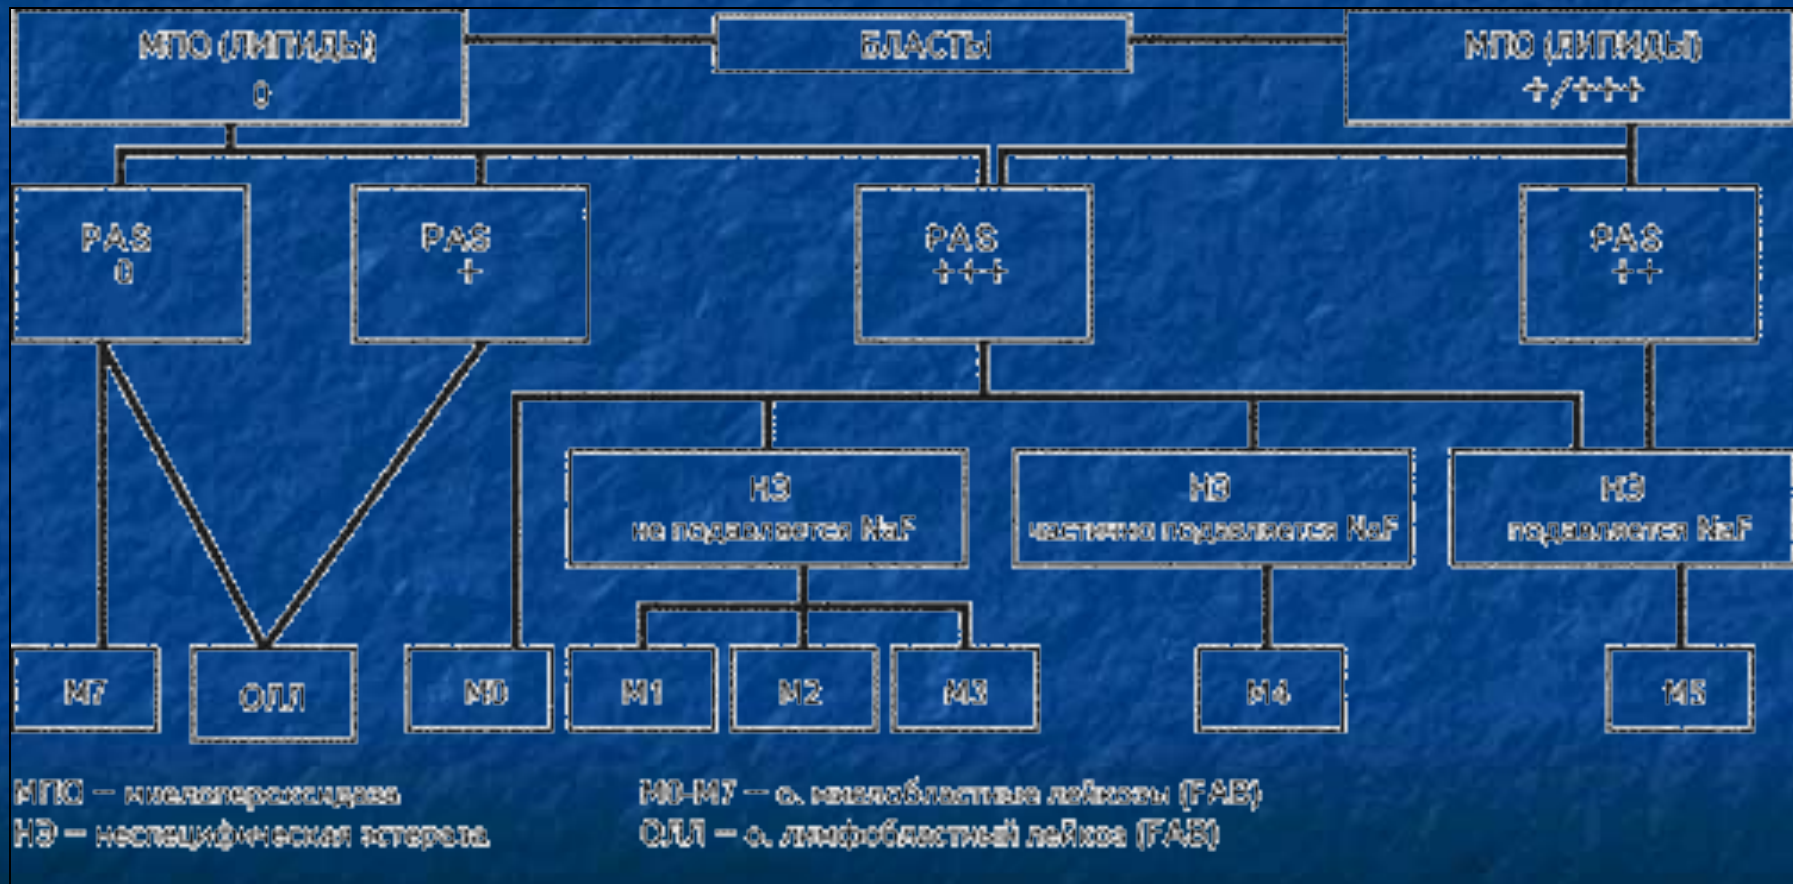 МПО (ЛИПИДЫ)
0
БЛАСТЫ
МПО (ЛИПИДЫ)
+/+++
PAS
0
PAS
+
PAS
+++
PAS
++
НЭ
не подавляется NaF
НЭ
частично подавляется NaF
НЭ
подавляется NaF
М7
ОЛЛ
М0
М1
М2
М3
М4
М5
МПО – миелопероксидаза
НЭ – неспецифическая эстераза
М0-М7 – о. миелобластные лейкозы (FAB)
ОЛЛ – о. лимфобластный лейкоз (FAB)